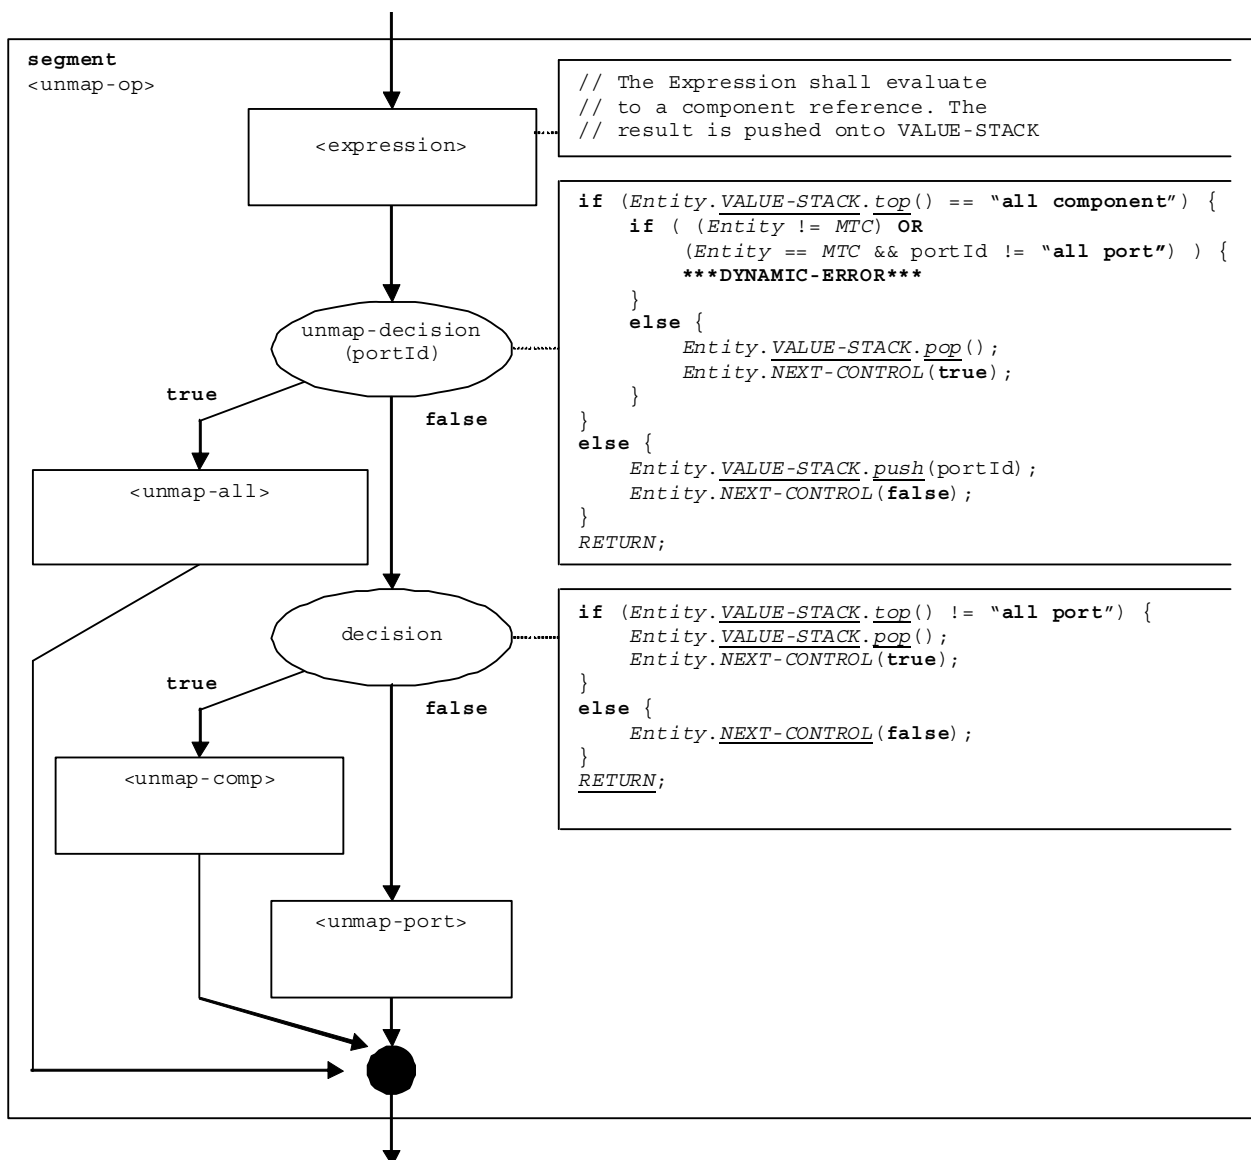 segment
<unmap-op>
<expression>
// The Expression shall evaluate
// to a component reference. The
// result is pushed onto VALUE-STACK
unmap-decision
(portId)
if (Entity.VALUE-STACK.top() == “all component”) {
if ( (Entity != MTC) OR
(Entity == MTC && portId != “all port”) ) {
***DYNAMIC-ERROR***
}
else {
Entity.VALUE-STACK.pop();
Entity.NEXT-CONTROL(true);
}
}
else {
Entity.VALUE-STACK.push(portId);
Entity.NEXT-CONTROL(false);
}
RETURN;
true
false
<unmap-all>
decision
if (Entity.VALUE-STACK.top() != “all port”) {
Entity.VALUE-STACK.pop();
Entity.NEXT-CONTROL(true);
}
else {
Entity.NEXT-CONTROL(false);
}
RETURN;
true
false
<unmap-comp>
<unmap-port>